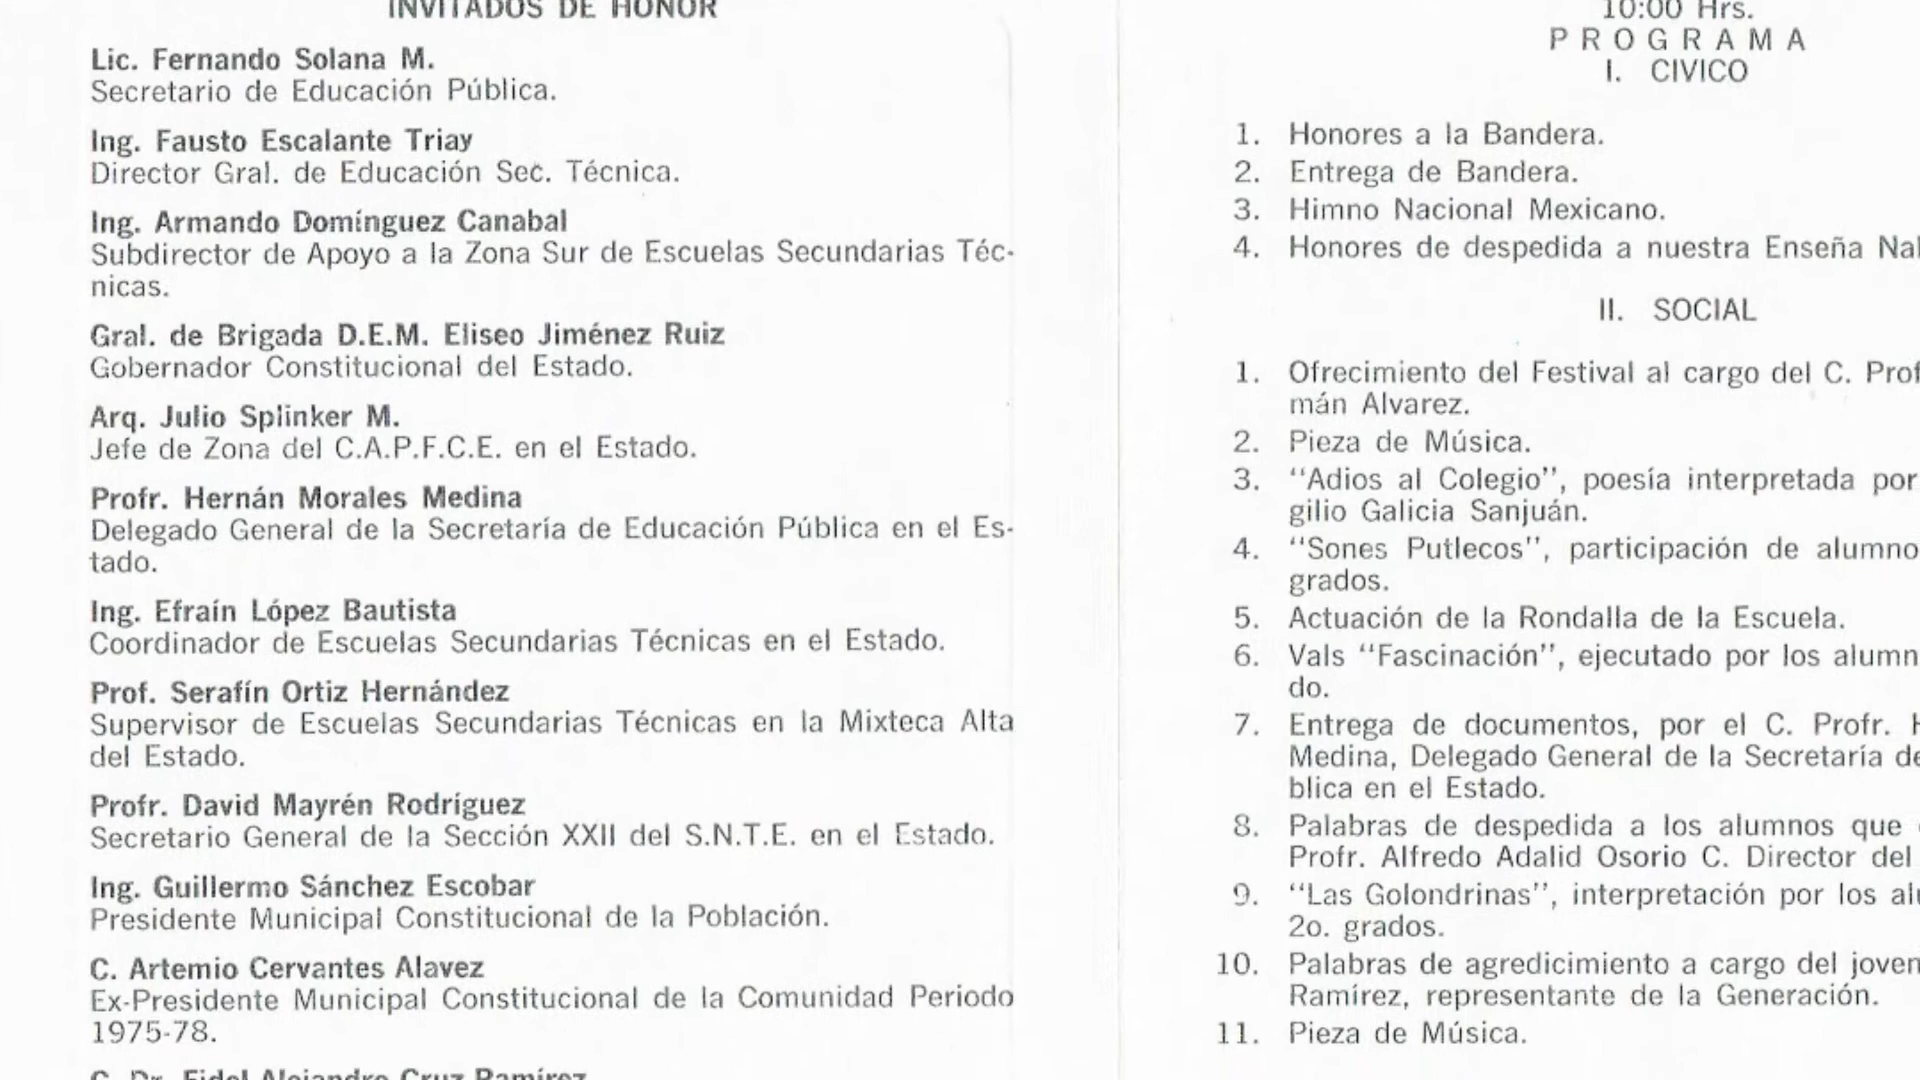 INVITADOS DE HONOR
Lic. Fernando Solana M.
Secretario de Educación Pública.
Ing. Fausto Escalante Triay
Director Gral. de Educación Sec. Técnica.
Ing. Armando Domínguez Canabal
Subdirector de Apoyo a la Zona Sur de Escuelas Secundarias Téc-
nicas.
Gral. de Brigada D.E.M. Eliseo Jiménez Ruiz
Gobernador Constitucional del Estado.
Arq. Julio Splinker M.
Jefe de Zona del C.A.P.F.C.E. en el Estado.
Profr. Hernán Morales Medina
Delegado General de la Secretaría de Educación Pública en el Es-
tado.
Ing. Efraín López Bautista
Coordinador de Escuelas Secundarias Técnicas en el Estado.
Prof. Serafín Ortiz Hernández
Supervisor de Escuelas Secundarias Técnicas en la Mixteca Alta
del Estado.
Profr. David Mayrén Rodríguez
Secretario General de la Sección XXII del S.N.T.E. en el Estado.
Ing. Guillermo Sánchez Escobar
Presidente Municipal Constitucional de la Población.
C. Artemio Cervantes Alavez
Ex-Presidente Municipal Constitucional de la Comunidad Periodo
1975-78.
C. Dr. Fidel Alejandro Cruz Ramírez
10:00 Hrs.
PROGRAMA
I. CIVICO
1. Honores a la Bandera.
2. Entrega de Bandera.
3. Himno Nacional Mexicano.
4. Honores de despedida a nuestra Enseña Na
II. SOCIAL
1. Ofrecimiento del Festival al cargo del C. Prof
mán Alvarez.
2. Pieza de Música.
3. "Adios al Colegio", poesía interpretada por
gilio Galicia Sanjuán.
4. "Sones Putlecos", participación de alumno
grados.
5. Actuación de la Rondalla de la Escuela.
6. Vals "Fascinación", ejecutado por los alumn
do.
7. Entrega de documentos, por el C. Profr. H
Medina, Delegado General de la Secretaría de
blica en el Estado.
8. Palabras de despedida a los alumnos que
Profr. Alfredo Adalid Osorio C. Director del
9. "Las Golondrinas", interpretación por los al
2o. grados.
10. Palabras de agredicimiento a cargo del joven
Ramírez, representante de la Generación.
11. Pieza de Música.